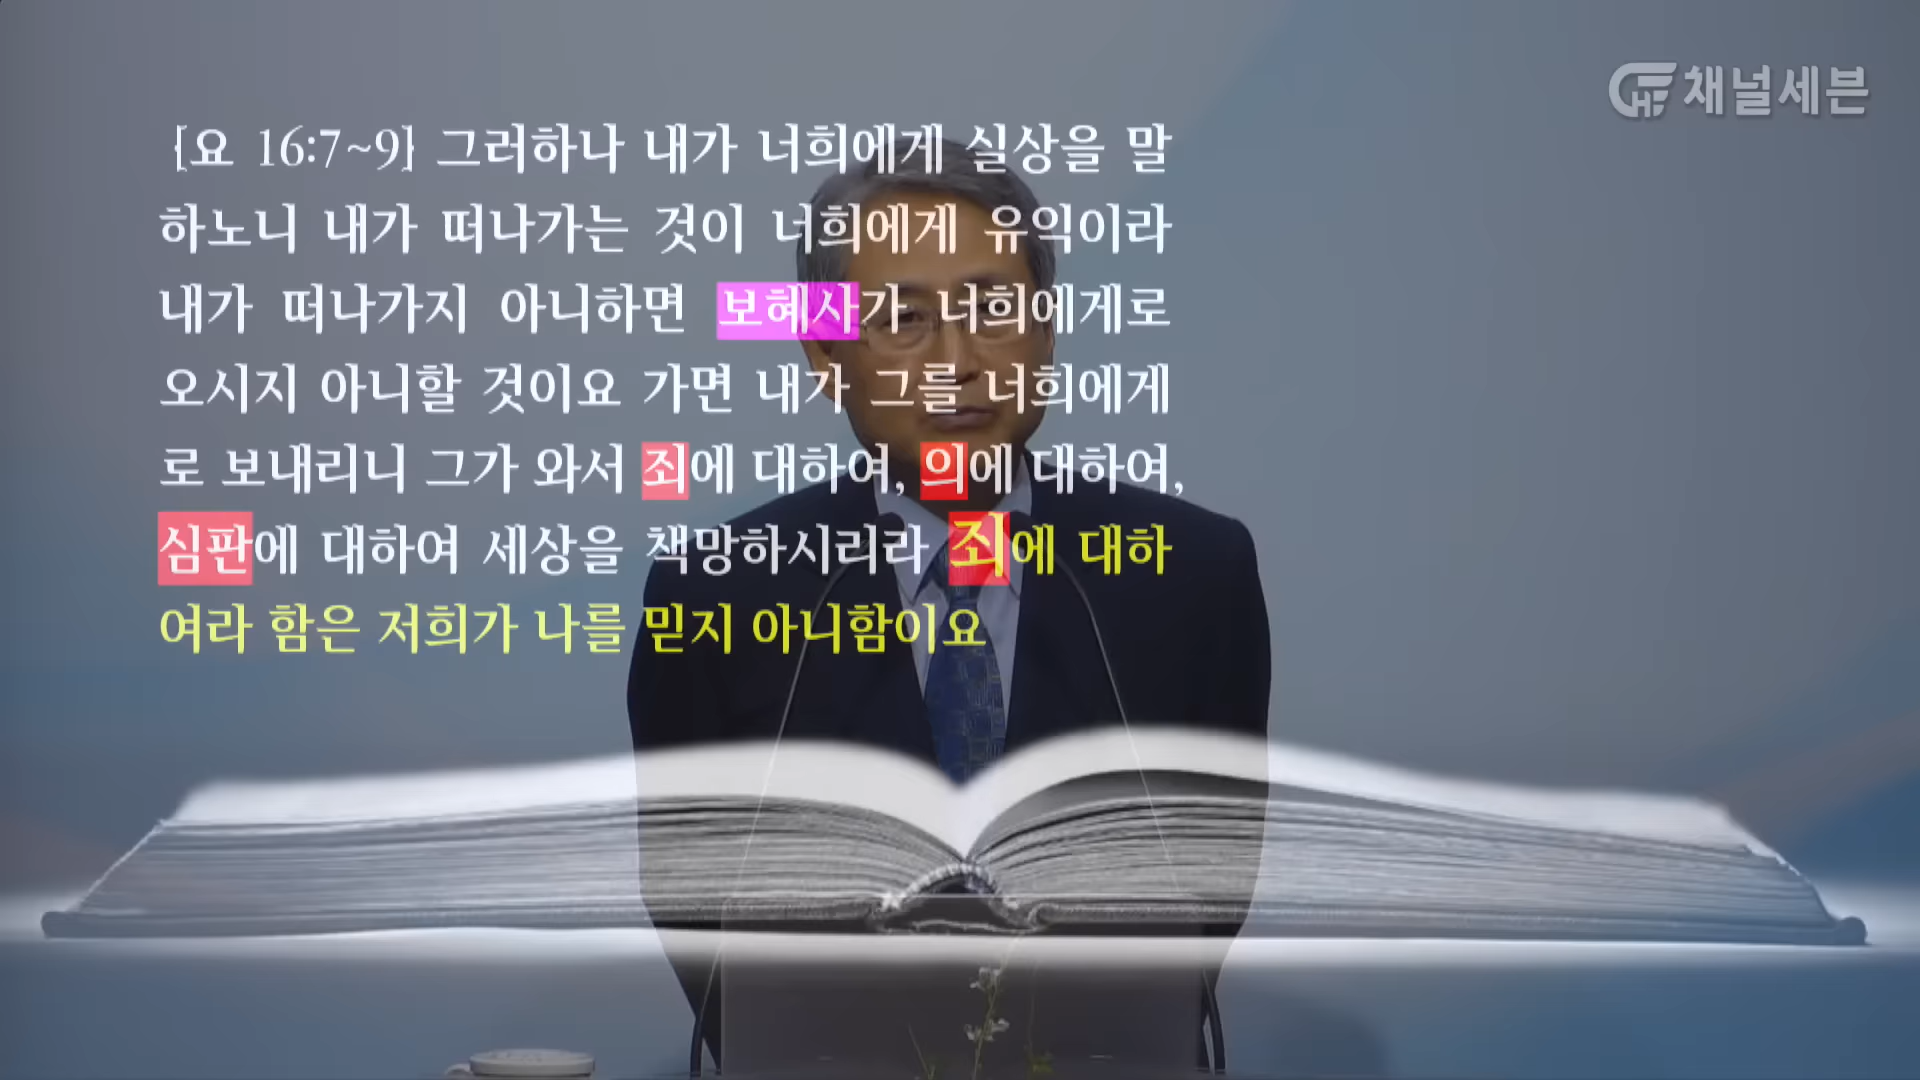 채널세븐
{요 16:7~9} 그러하나 내가 너희에게 실상을 말
하노니 내가 떠나가는 것이 너희에게 유익이라
내가 떠나가지 아니하면 보혜사가 너희에게로
오시지 아니할 것이요 가면 내가 그를 너희에게
로 보내리니 그가 와서 죄에 대하여, 의에 대하여,
심판에 대하여 세상을 책망하시리라 죄에 대하
여라 함은 저희가 나를 믿지 아니함이요